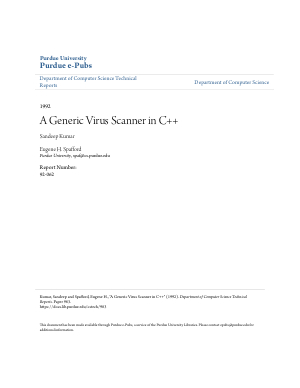 Purdue University
Purdue e-Pubs
Department of Computer Science Technical
Reports
Department of Computer Science
1992
A Generic Virus Scanner in C++
Sandeep Kumar
Eugene H. Spafford
Purdue University, spaf@cs.purdue.edu
Report Number:
92-062
Kumar, Sandeep and Spafford, Eugene H., "A Generic Virus Scanner in C++" (1992). Department of Computer Science Technical
Reports. Paper 983.
https://docs.lib.purdue.edu/cstech/983
This document has been made available through Purdue e-Pubs, a service of the Purdue University Libraries. Please contact epubs@purdue.edu for
additional information.